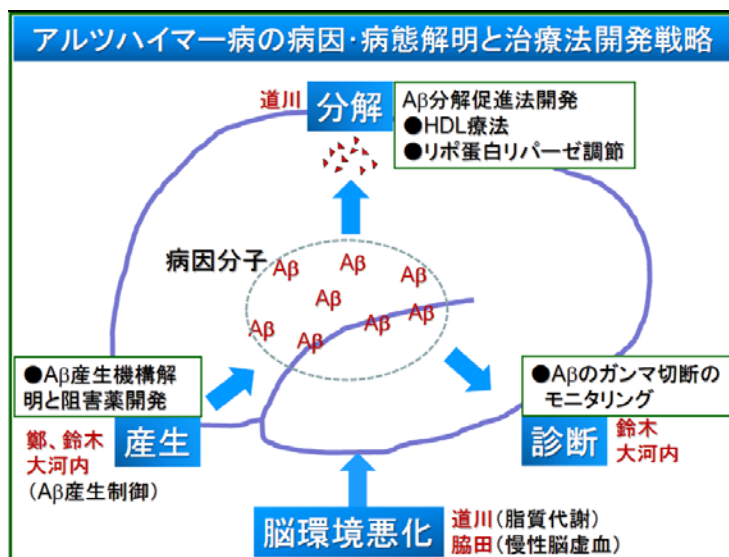 アルツハイマー病の病因・病態解明と治療法開発戦略
道川
分解
Aβ分解促進法開発
●HDL療法
●リポ蛋白リパーゼ調節
病因分子
Aβ
Aβ
Aβ
Aβ
Aβ
Aβ
Aβ
Aβ
●Aβ産生機構解
明と阻害薬開発
鄭、鈴木
大河内
(Aβ産生制御)
産生
●Aβのガンマ切断の
モニタリング
診断
鈴木
大河内
脳環境悪化
道川(脂質代謝)
脇田(慢性脳虚血)